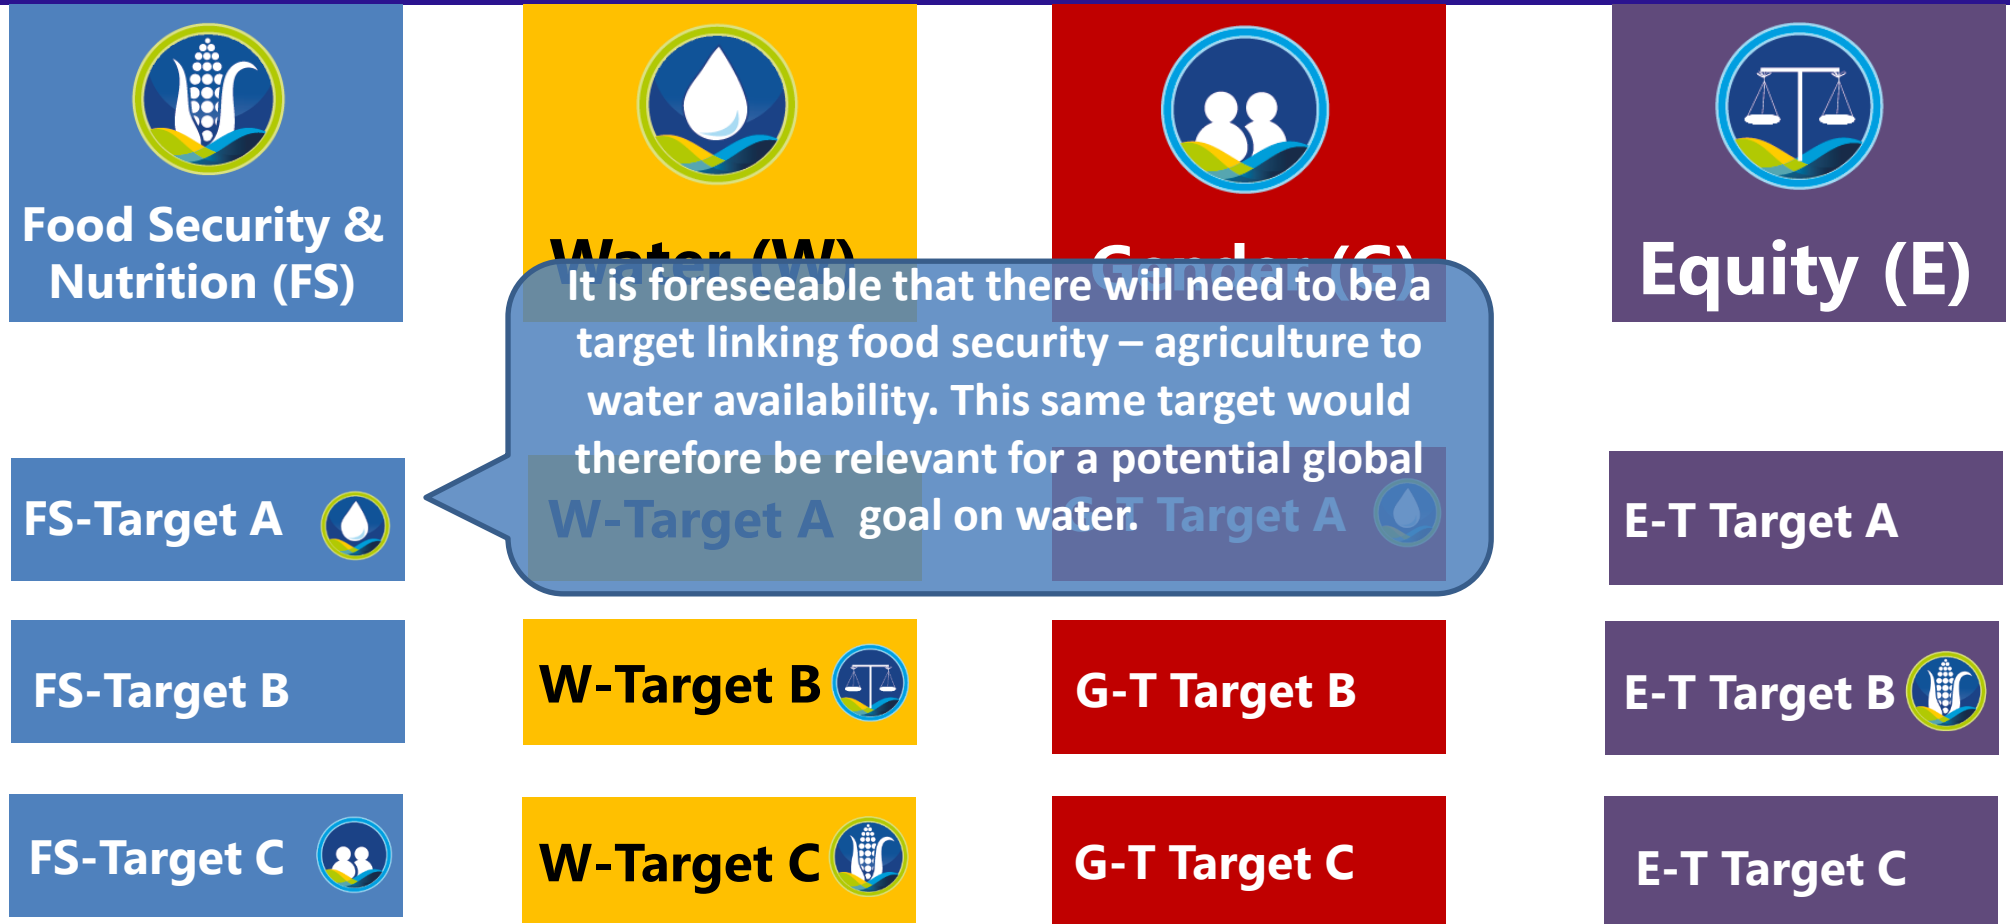 Food Security &
Nutrition (FS)
Water (W)
Gender (G)
Equity (E)
It is foreseeable that there will need to be a
target linking food security – agriculture to
water availability. This same target would
therefore be relevant for a potential global
goal on water.
FS-Target A
W-Target A
G-T Target A
E-T Target A
FS-Target B
W-Target B
G-T Target B
E-T Target B
FS-Target C
W-Target C
G-T Target C
E-T Target C